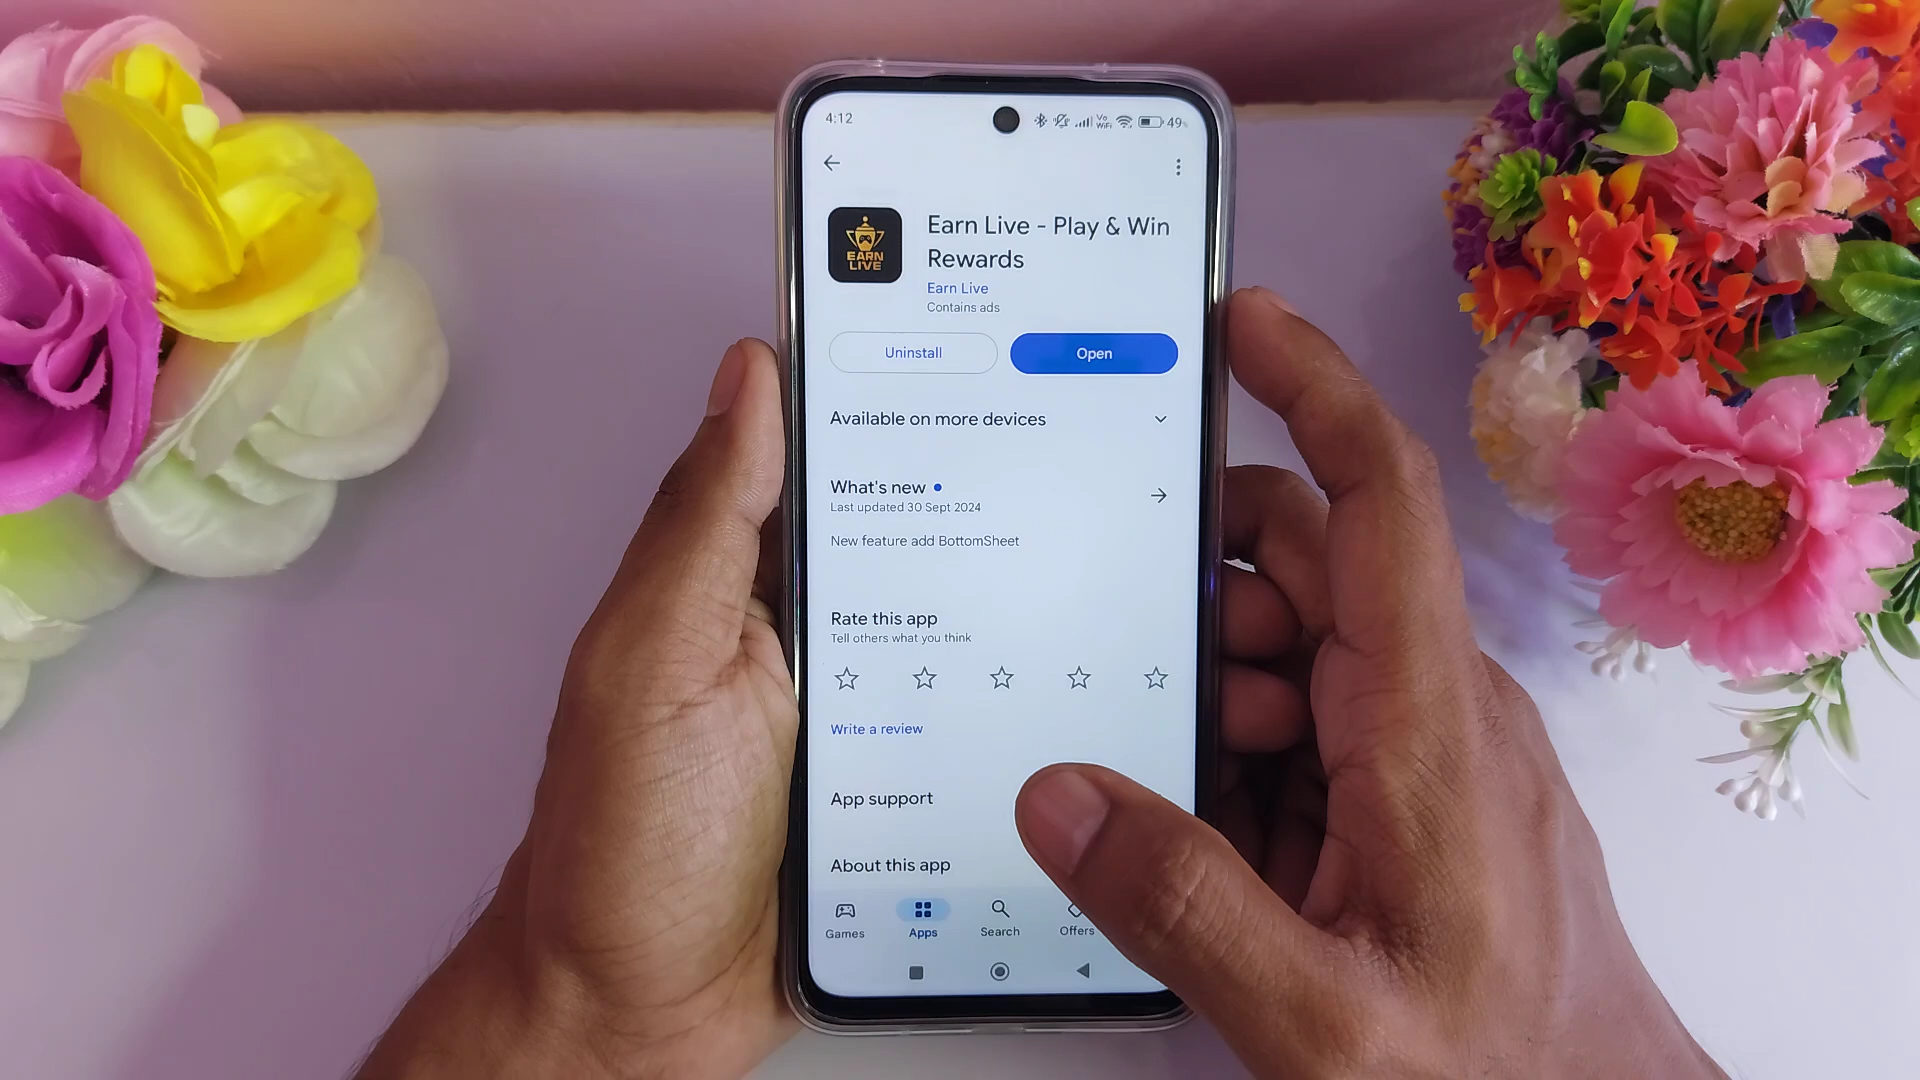 4:12
Vo
WiFi
49%
EARN
LIVE
Earn Live - Play & Win
Rewards
Earn Live
Contains ads
Uninstall
Open
Available on more devices
What's new
Last updated 30 Sept 2024
New feature add BottomSheet
Rate this app
Tell others what you think
Write a review
App support
About this app
Games
Apps
Search
Offers